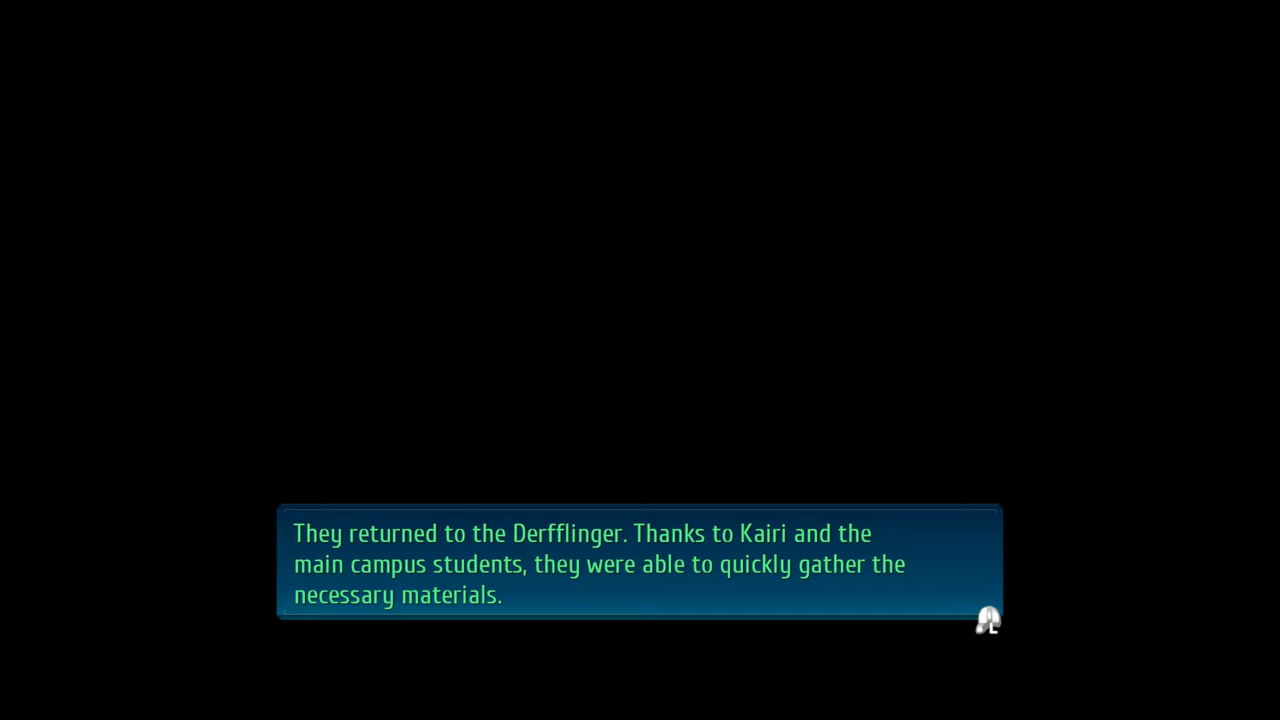 They returned to the Derfflinger. Thanks to Kairi and the
main campus students, they were able to quickly gather the
necessary materials.
L